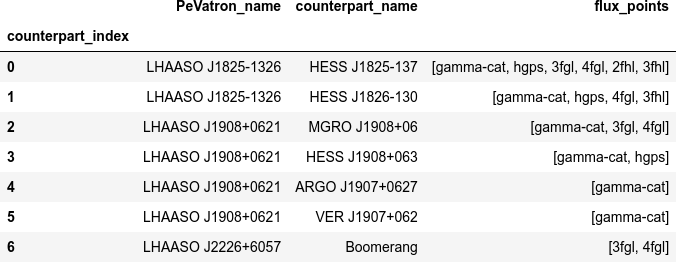 PeVatron_name counterpart_name flux_points
counterpart_index
0 LHAASO J1825-1326 HESS J1825-137 [gamma-cat, hgps, 3fgl, 4fgl, 2fhl, 3fhl]
1 LHAASO J1825-1326 HESS J1826-130 [gamma-cat, hgps, 4fgl, 3fhl]
2 LHAASO J1908+0621 MGRO J1908+06 [gamma-cat, 3fgl, 4fgl]
3 LHAASO J1908+0621 HESS J1908+063 [gamma-cat, hgps]
4 LHAASO J1908+0621 ARGO J1907+0627 [gamma-cat]
5 LHAASO J1908+0621 VER J1907+062 [gamma-cat]
6 LHAASO J2226+6057 Boomerang [3fgl, 4fgl]